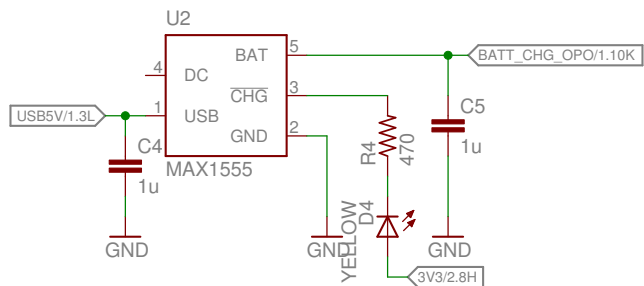 U2
BAT
5
BATT_CHG_OPO/1.10K
4
DC
CHG
3
C5
USB5V/1.3L
1
USB
GND
2
R4
470
1u
C4
1u
MAX1555
D4
YELLOW
GND
GND
GND
3V3/2.8H